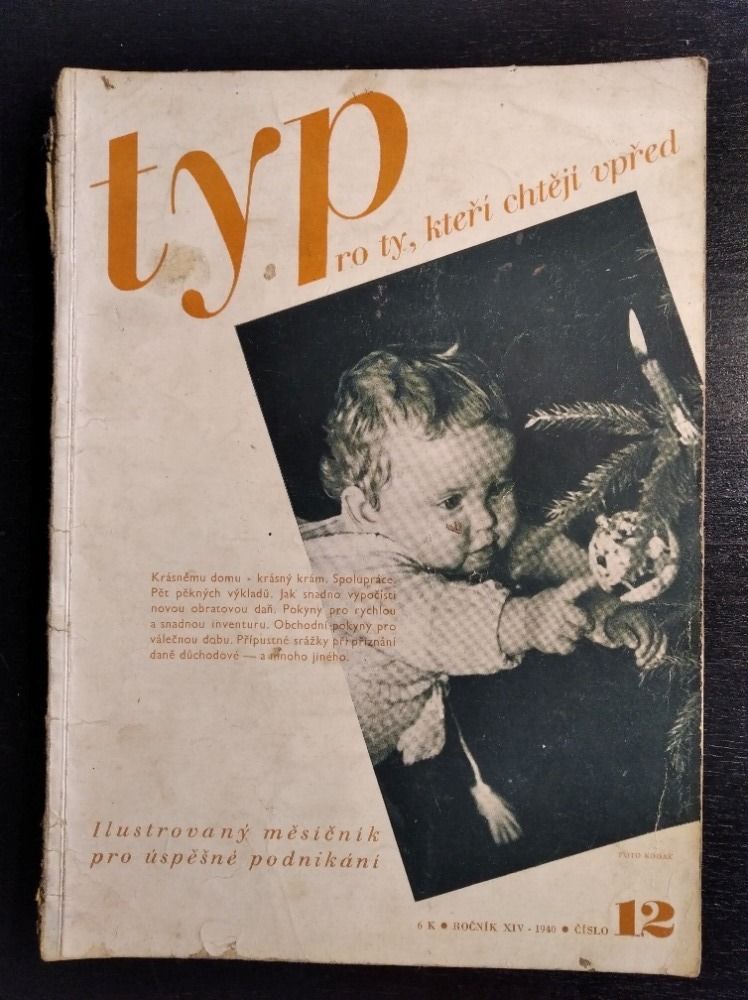 typ
ro ty, kteří chtějí vpřed
Krásnému domu - krásný krám. Spolupráce.
Pět pěkných výkladů. Jak snadno vypočísti
novou obratovou daň. Pokyny pro rychlou
a snadnou inventuru. Obchodní pokyny pro
válečnou dobu. Přípustné srážky při přiznání
daně důchodové — a mnoho jiného.
Ilustrovaný měsíčník
pro úspěšné podnikání
FOTO KODAK
6 K ● ROČNÍK XIV - 1940 ● ČÍSLO 12